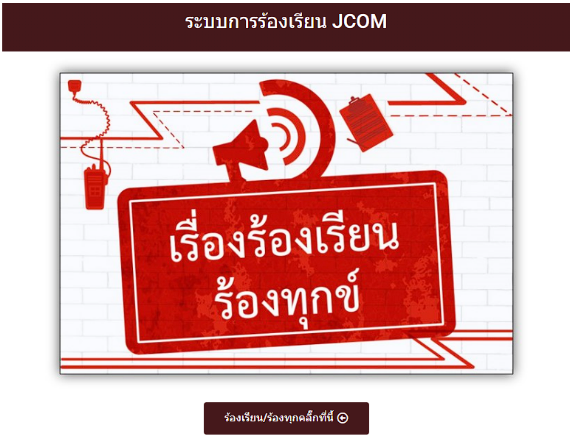 ระบบการร้องเรียน JCOM
เรื่องร้องเรียน
ร้องทุกข์
ร้องเรียน/ร้องทุกคลิ๊กที่นี้